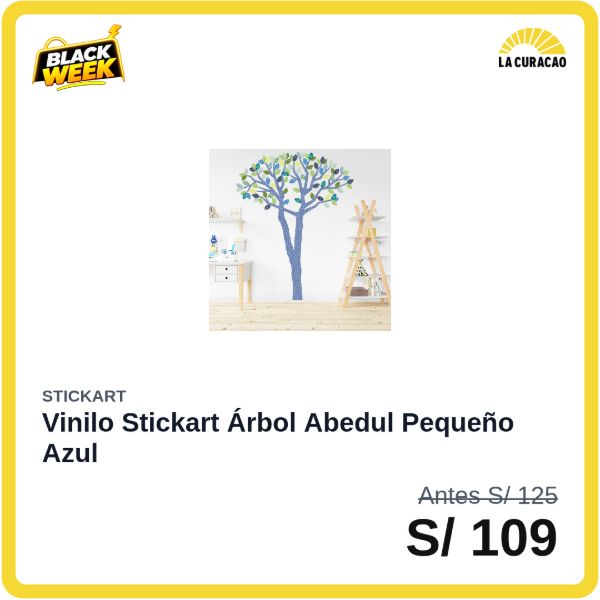 BLACK
WEEK
LA CURACAO
STICKART
Vinilo Stickart Árbol Abedul Pequeño
Azul
Antes S/ 125
S/ 109